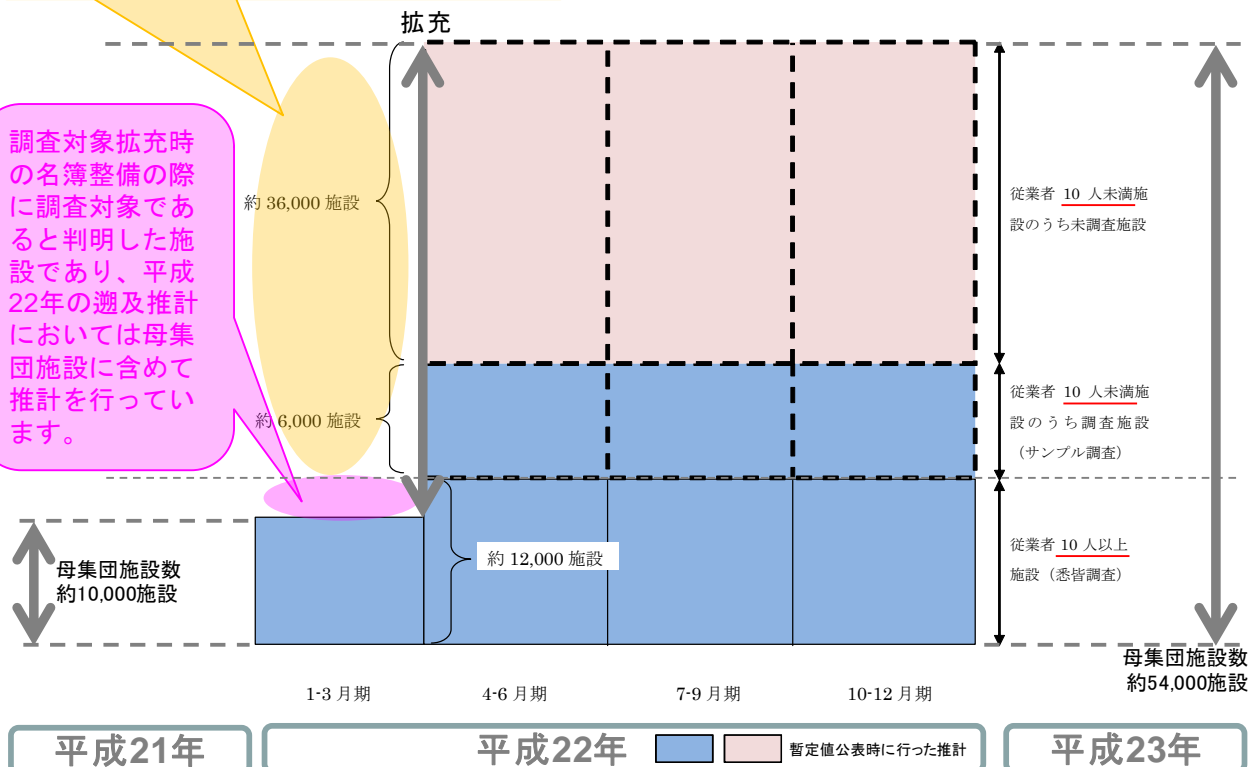 拡充
調査対象拡充時
の名簿整備の際
に調査対象であ
ると判明した施
設であり、平成
22年の遡及推計
においては母集
団施設に含めて
推計を行ってい
ます。
約 36,000 施設
約 6,000 施設
約 12,000 施設
母集団施設数
約10,000施設
従業者 10 人未満施
設のうち未調査施設
従業者 10 人未満施
設のうち調査施設
（サンプル調査）
従業者 10 人以上
施設（悉皆調査）
母集団施設数
約54,000施設
1-3 月期
4-6 月期
7-9 月期
10-12 月期
平成21年
平成22年
暫定値公表時に行った推計
平成23年